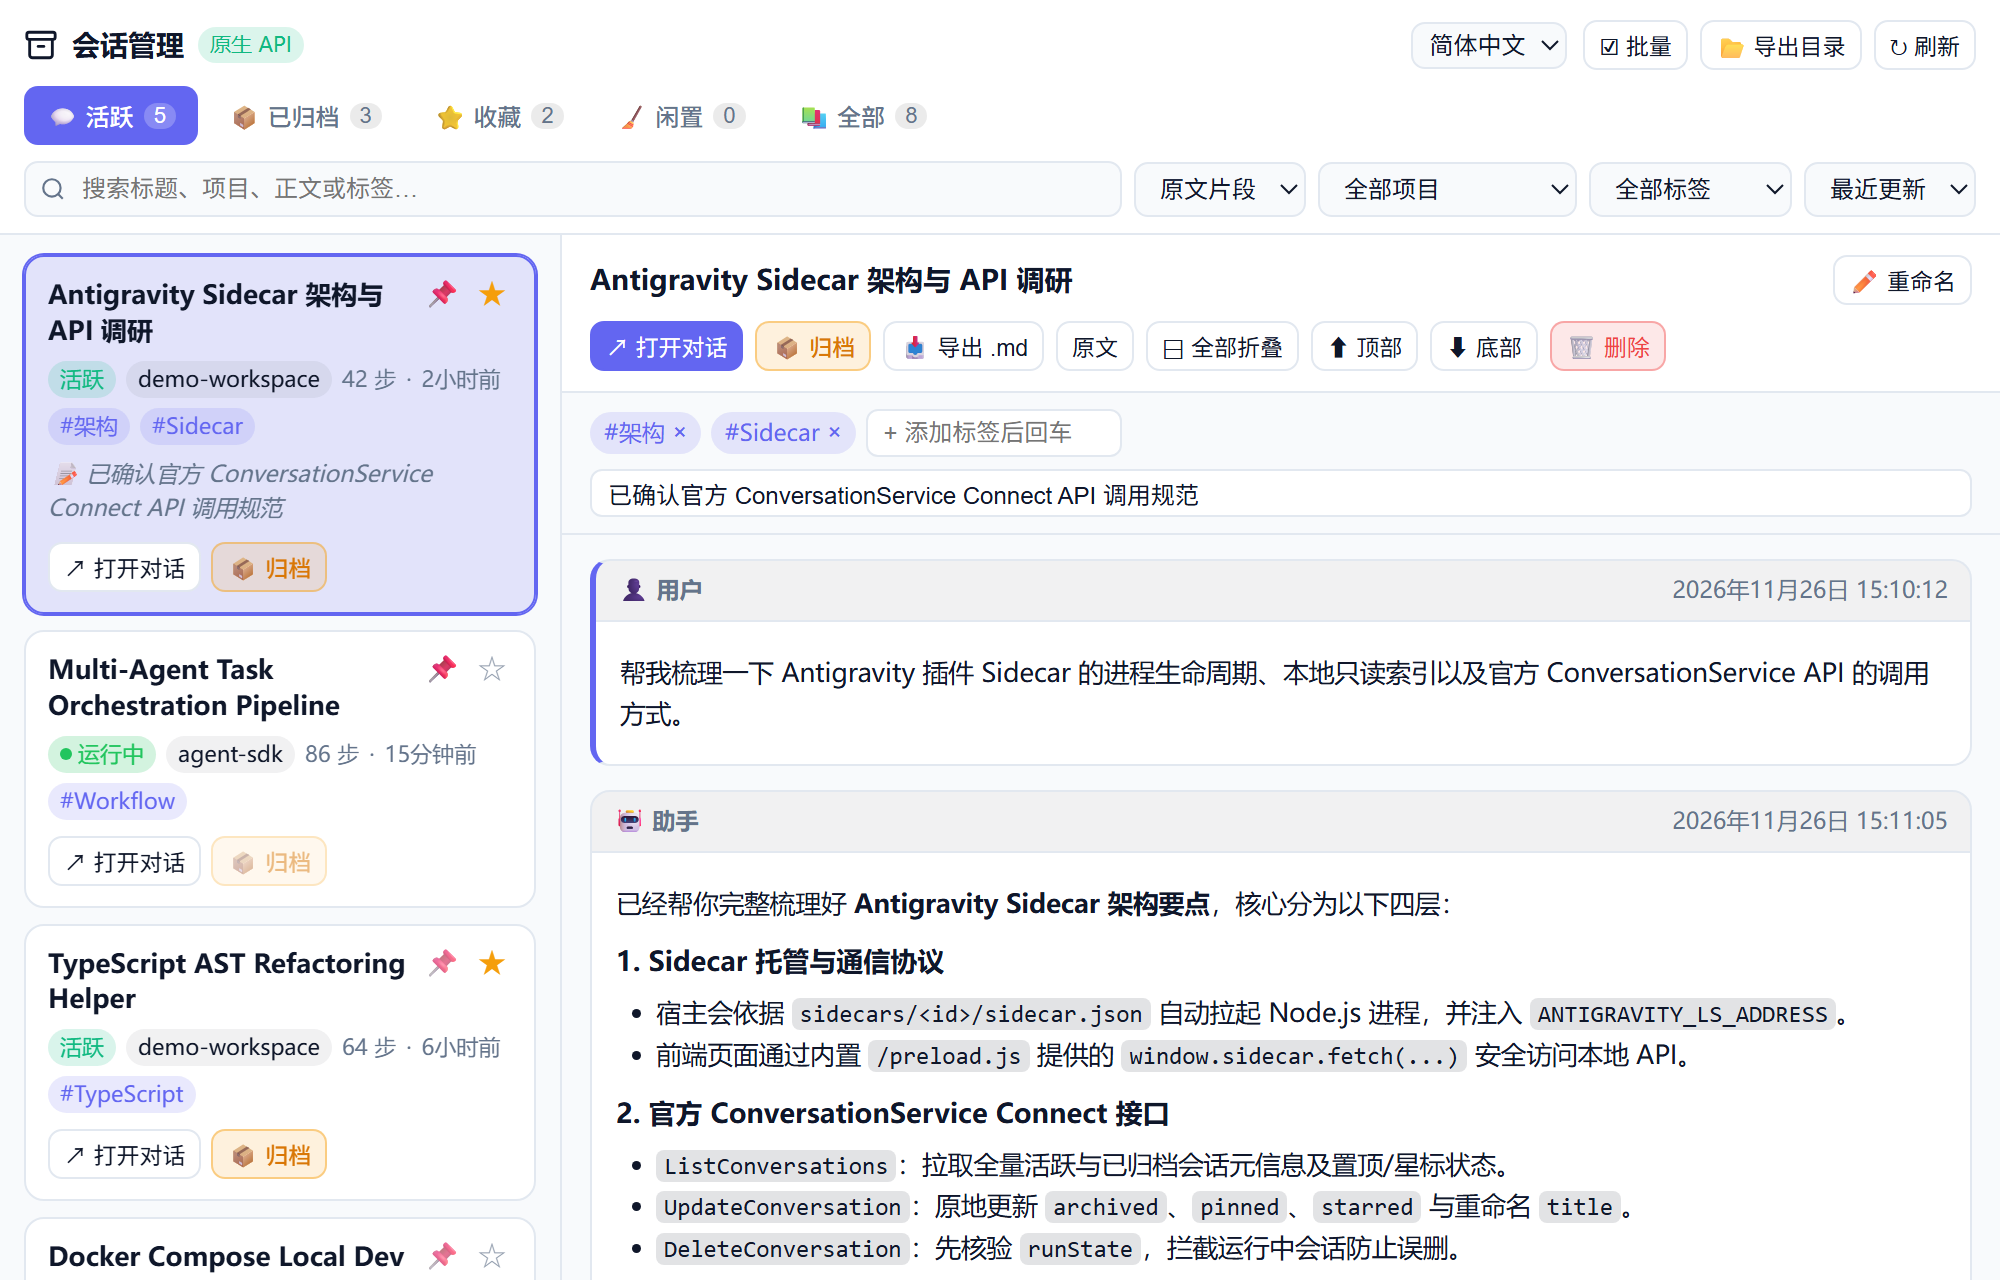 会话管理 原生 API 简体中文 ☑ 批量 导出目录 ↻ 刷新
活跃 5 已归档 3 收藏 2 闲置 0 全部 8
搜索标题、项目、正文或标签… 原文片段 全部项目 全部标签 最近更新
Antigravity Sidecar 架构与
API 调研
活跃 demo-workspace 42 步 · 2小时前
#架构 #Sidecar
已确认官方 ConversationService
Connect API 调用规范
↗ 打开对话 归档
Multi-Agent Task
Orchestration Pipeline
运行中 agent-sdk 86 步 · 15分钟前
#Workflow
↗ 打开对话 归档
TypeScript AST Refactoring
Helper
活跃 demo-workspace 64 步 · 6小时前
#TypeScript
↗ 打开对话 归档
Docker Compose Local Dev
Antigravity Sidecar 架构与 API 调研 重命名
↗ 打开对话 归档 导出 .md 原文 全部折叠 顶部 底部 删除
#架构 × #Sidecar × + 添加标签后回车
已确认官方 ConversationService Connect API 调用规范
用户 2026年11月26日 15:10:12
帮我梳理一下 Antigravity 插件 Sidecar 的进程生命周期、本地只读索引以及官方 ConversationService API 的调用
方式。
助手 2026年11月26日 15:11:05
已经帮你完整梳理好 Antigravity Sidecar 架构要点，核心分为以下四层：
1. Sidecar 托管与通信协议
• 宿主会依据 sidecars/<id>/sidecar.json 自动拉起 Node.js 进程，并注入 ANTIGRAVITY_LS_ADDRESS。
• 前端页面通过内置 /preload.js 提供的 window.sidecar.fetch(...) 安全访问本地 API。
2. 官方 ConversationService Connect 接口
• ListConversations：拉取全量活跃与已归档会话元信息及置顶/星标状态。
• UpdateConversation：原地更新 archived、pinned、starred 与重命名 title。
• DeleteConversation：先核验 runState，拦截运行中会话防止误删。